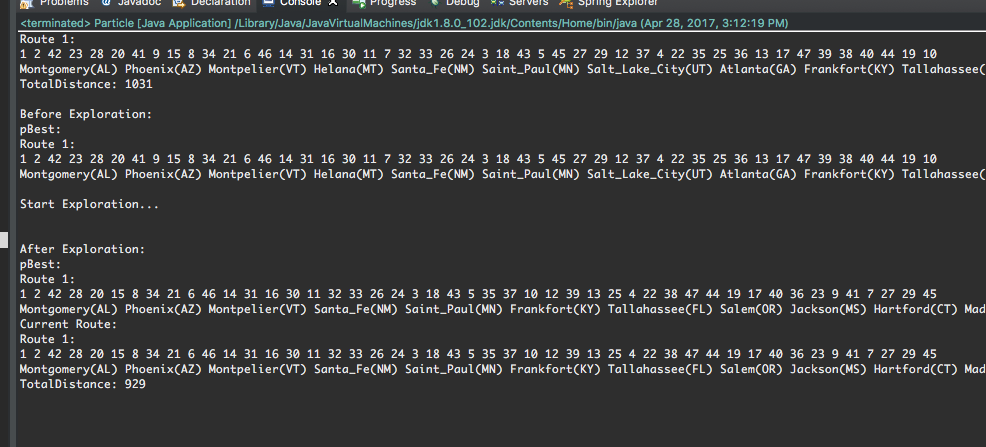 Problems @ Javadoc Declaration Console Progress Debug Servers Spring Explorer
<terminated> Particle [Java Application] /Library/Java/JavaVirtualMachines/jdk1.8.0_102.jdk/Contents/Home/bin/java (Apr 28, 2017, 3:12:19 PM)
Route 1:
1 2 42 23 28 20 41 9 15 8 34 21 6 46 14 31 16 30 11 7 32 33 26 24 3 18 43 5 45 27 29 12 37 4 22 35 25 36 13 17 47 39 38 40 44 19 10
Montgomery(AL) Phoenix(AZ) Montpelier(VT) Helana(MT) Santa_Fe(NM) Saint_Paul(MN) Salt_Lake_City(UT) Atlanta(GA) Frankfort(KY) Tallahassee(
TotalDistance: 1031
Before Exploration:
pBest:
Route 1:
1 2 42 23 28 20 41 9 15 8 34 21 6 46 14 31 16 30 11 7 32 33 26 24 3 18 43 5 45 27 29 12 37 4 22 35 25 36 13 17 47 39 38 40 44 19 10
Montgomery(AL) Phoenix(AZ) Montpelier(VT) Helana(MT) Santa_Fe(NM) Saint_Paul(MN) Salt_Lake_City(UT) Atlanta(GA) Frankfort(KY) Tallahassee(
Start Exploration...
After Exploration:
pBest:
Route 1:
1 2 42 28 20 15 8 34 21 6 46 14 31 16 30 11 32 33 26 24 3 18 43 5 35 37 10 12 39 13 25 4 22 38 47 44 19 17 40 36 23 9 41 7 27 29 45
Montgomery(AL) Phoenix(AZ) Montpelier(VT) Santa_Fe(NM) Saint_Paul(MN) Frankfort(KY) Tallahassee(FL) Salem(OR) Jackson(MS) Hartford(CT) Mad
Current Route:
Route 1:
1 2 42 28 20 15 8 34 21 6 46 14 31 16 30 11 32 33 26 24 3 18 43 5 35 37 10 12 39 13 25 4 22 38 47 44 19 17 40 36 23 9 41 7 27 29 45
Montgomery(AL) Phoenix(AZ) Montpelier(VT) Santa_Fe(NM) Saint_Paul(MN) Frankfort(KY) Tallahassee(FL) Salem(OR) Jackson(MS) Hartford(CT) Mad
TotalDistance: 929